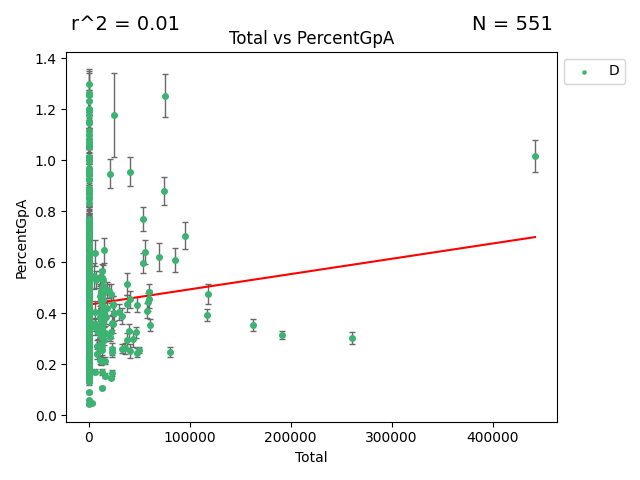 r^2 = 0.01
N = 551
Total vs PercentGpA
D
1.4
1.2
1.0
0.8
0.6
0.4
0.2
0.0
PercentGpA
0
100000
200000
300000
400000
Total